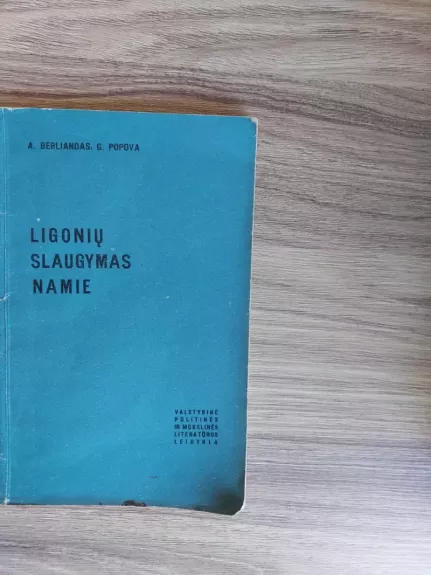 A. BERLIANDAS, G. POPOVA
LIGONIŲ
SLAUGYMAS
NAMIE
VALSTYBINĖ
POLITINĖS
IR MOKSLINĖS
LITERATŪROS
LEIDYKLA